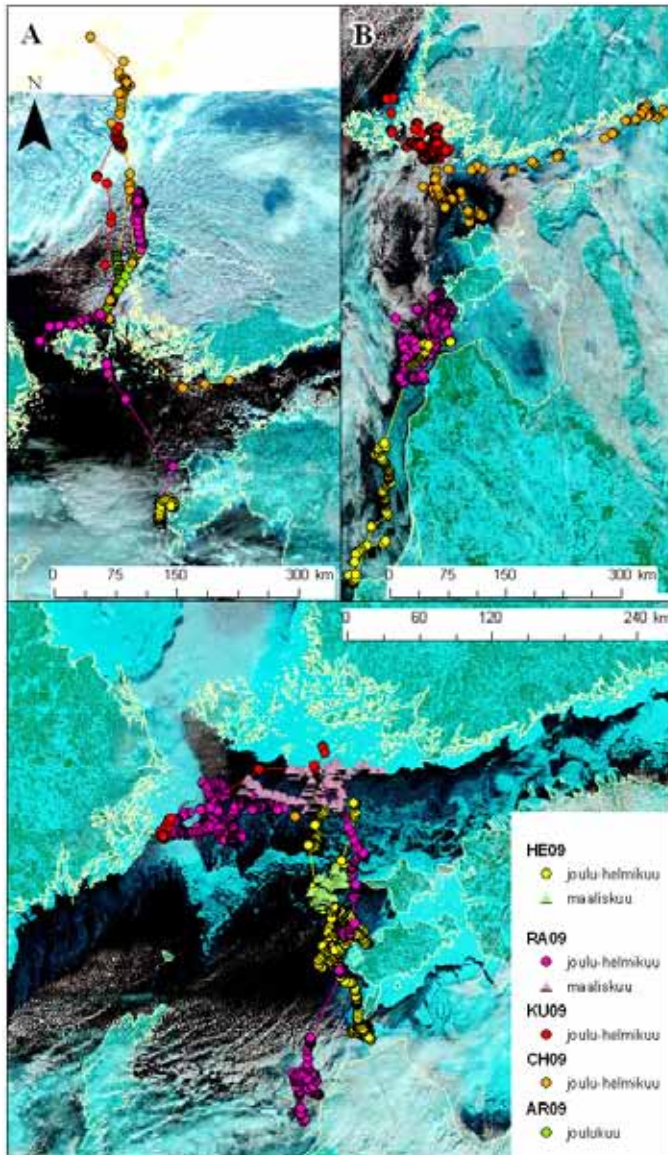 A
B
N
0 75 150 300 km
0 75 150 300 km
0 60 120 240 km
HE09
joulu-helmikuu
maaliskuu
RA09
joulu-helmikuu
maaliskuu
KU09
joulu-helmikuu
CH09
joulu-helmikuu
AR09
joulukuu